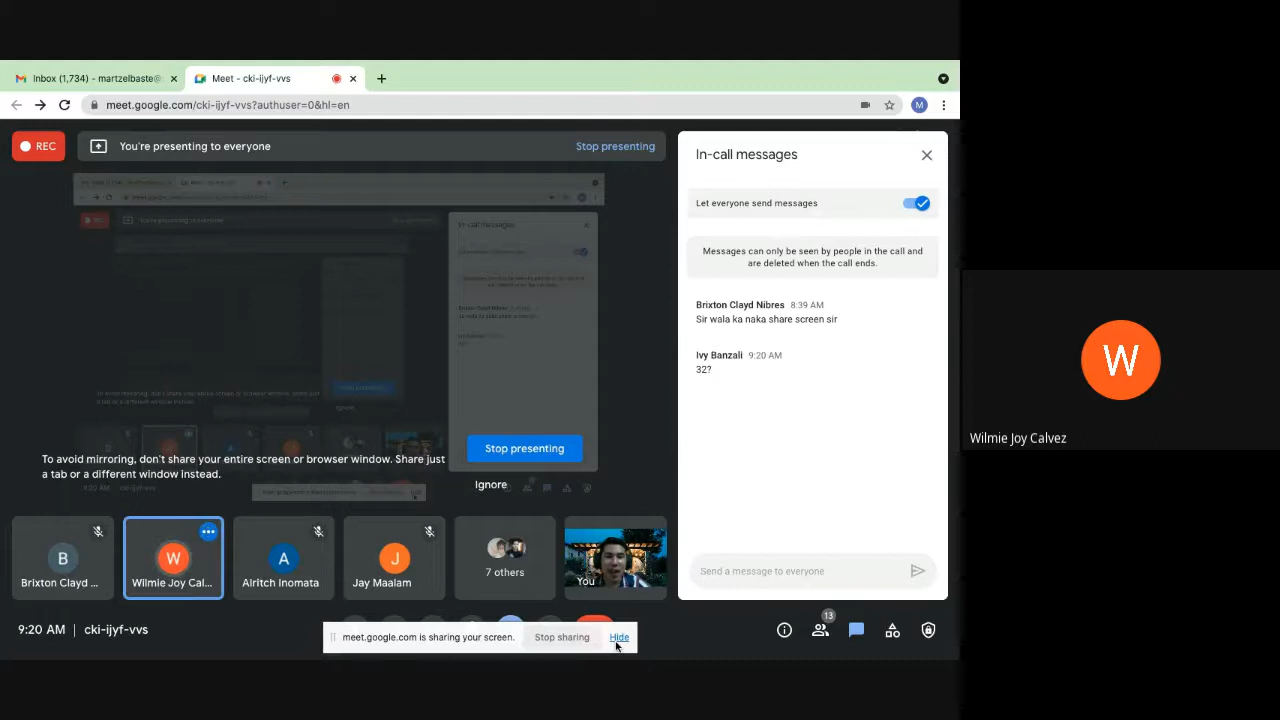 Inbox (1,734) - martzelbaste@
Meet - cki-ijyf-vvs
meet.google.com/cki-ijyf-vvs?authuser=0&hl=en
M
REC
You're presenting to everyone
Stop presenting
In-call messages
Let everyone send messages
Messages can only be seen by people in the call and
are deleted when the call ends.
Brixton Clayd Nibres 8:39 AM
Sir wala ka naka share screen sir
Ivy Banzali 9:20 AM
32?
Stop presenting
To avoid mirroring, don't share your entire screen or browser window. Share just
a tab or a different window instead.
Ignore
B
Brixton Clayd ...
W
Wilmie Joy Cal...
A
Alritch Inomata
J
Jay Maalam
7 others
You
Send a message to everyone
9:20 AM | cki-ijyf-vvs
meet.google.com is sharing your screen.
Stop sharing
Hide
13
W
Wilmie Joy Calvez